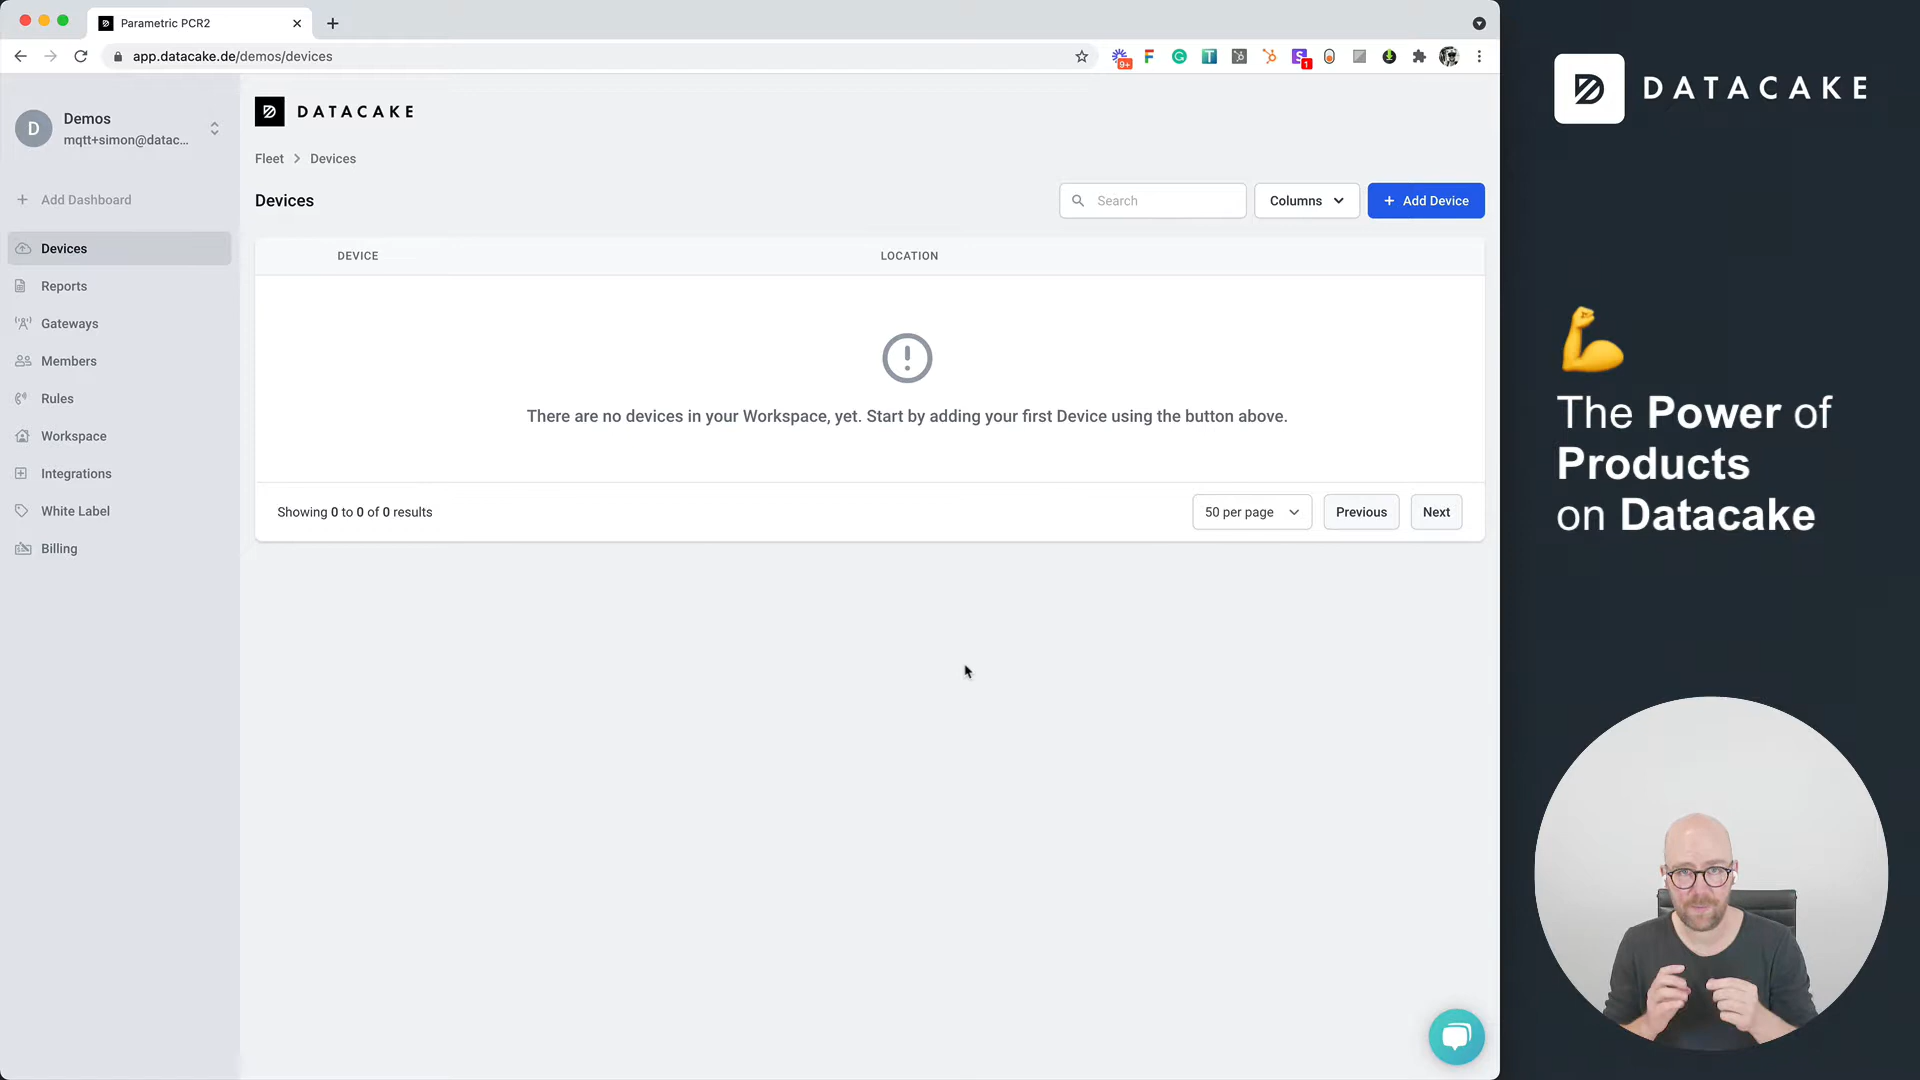 Parametric PCR2
app.datacake.de/demos/devices
9+
1
D
Demos
mqtt+simon@datac...
Add Dashboard
Devices
Reports
Gateways
Members
Rules
Workspace
Integrations
White Label
Billing
DATACAKE
Fleet > Devices
Devices
Search
Columns
+ Add Device
DEVICE
LOCATION
There are no devices in your Workspace, yet. Start by adding your first Device using the button above.
Showing 0 to 0 of 0 results
50 per page
Previous
Next
DATACAKE
The Power of
Products
on Datacake